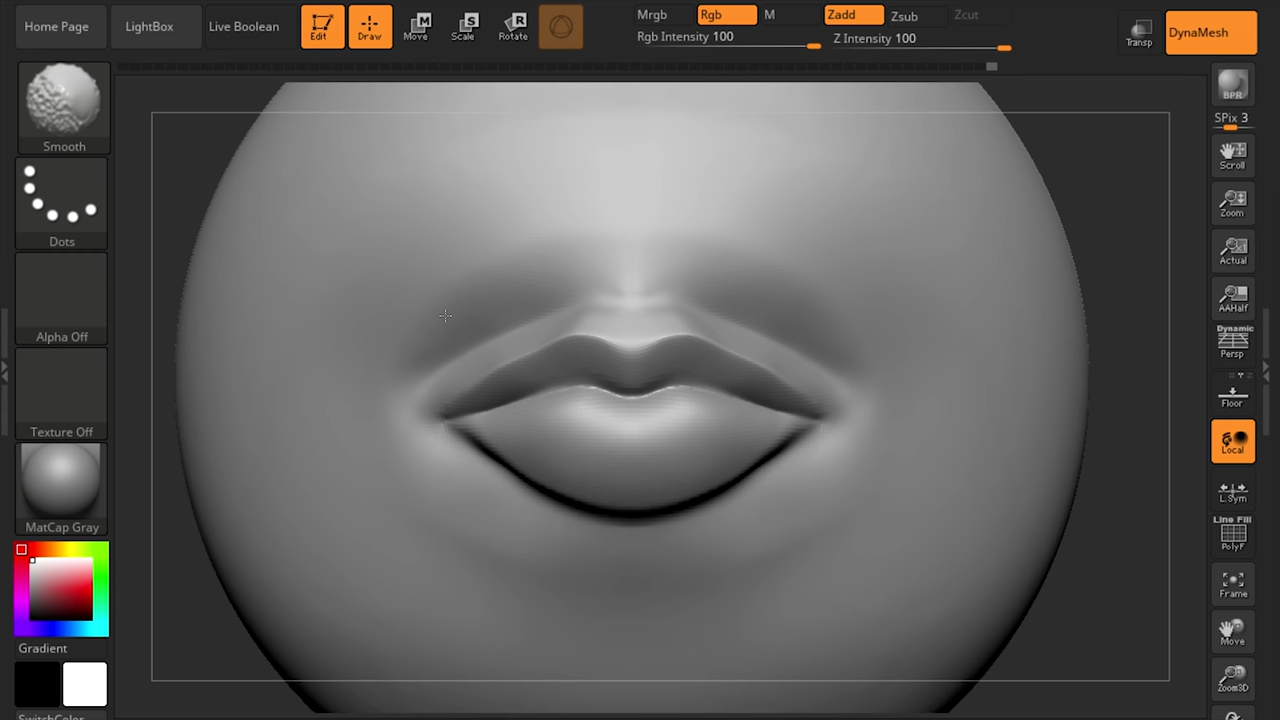 Home Page
LightBox
Live Boolean
Edit
Draw
M
Move
S
Scale
R
Rotate
Mrgb
Rgb
M
Rgb Intensity 100
Zadd
Zsub
Zcut
Z Intensity 100
Transp
DynaMesh
Smooth
Dots
Alpha Off
Texture Off
MatCap Gray
Gradient
SwitchColor
BPR
SPix 3
Scroll
Zoom
Actual
AAHalf
Dynamic
Persp
Floor
Local
L.Sym
Line Fill
PolyF
Frame
Move
Zoom3D